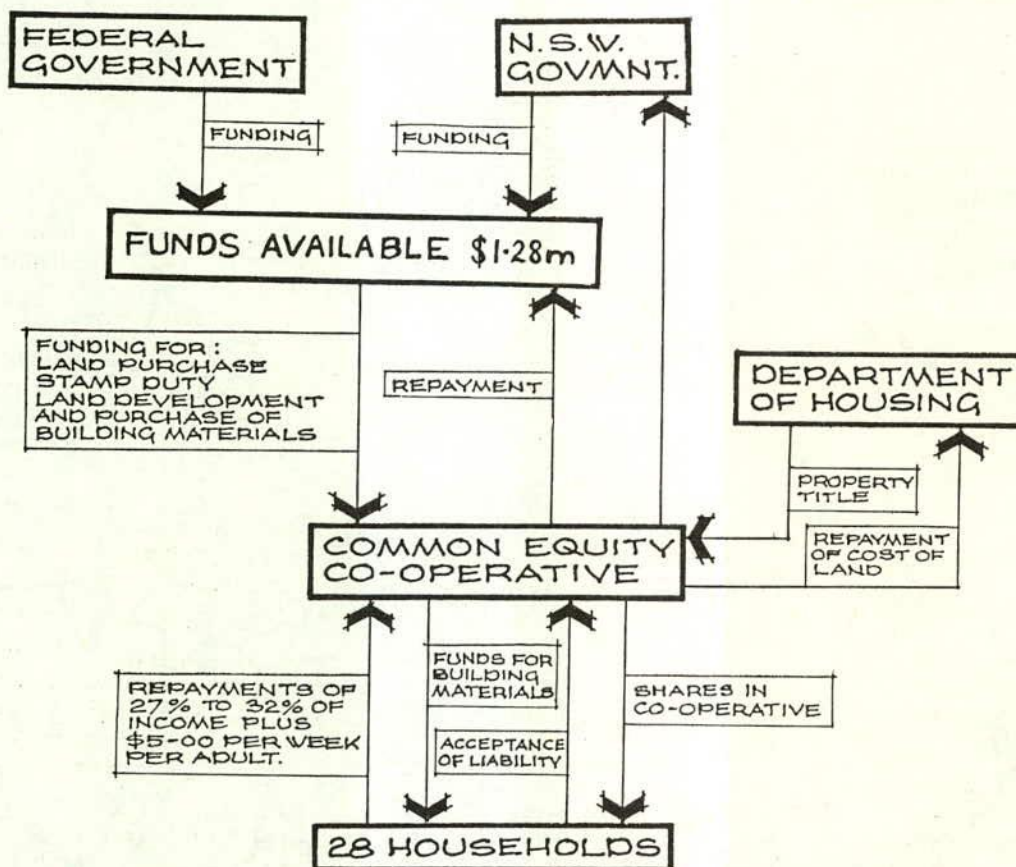 FEDERAL
GOVERNMENT
N.S.W.
GOVMNT.
FUNDING
FUNDING
FUNDS AVAILABLE $1·28m
FUNDING FOR :
LAND PURCHASE
STAMP DUTY
LAND DEVELOPMENT
AND PURCHASE OF
BUILDING MATERIALS
REPAYMENT
DEPARTMENT
OF HOUSING
PROPERTY
TITLE
REPAYMENT
OF COST OF
LAND
COMMON EQUITY
CO-OPERATIVE
REPAYMENTS OF
27% TO 32% OF
INCOME PLUS
$5-00 PER WEEK
PER ADULT.
FUNDS FOR
BUILDING
MATERIALS
ACCEPTANCE
OF LIABILITY
SHARES IN
CO-OPERATIVE
28 HOUSEHOLDS